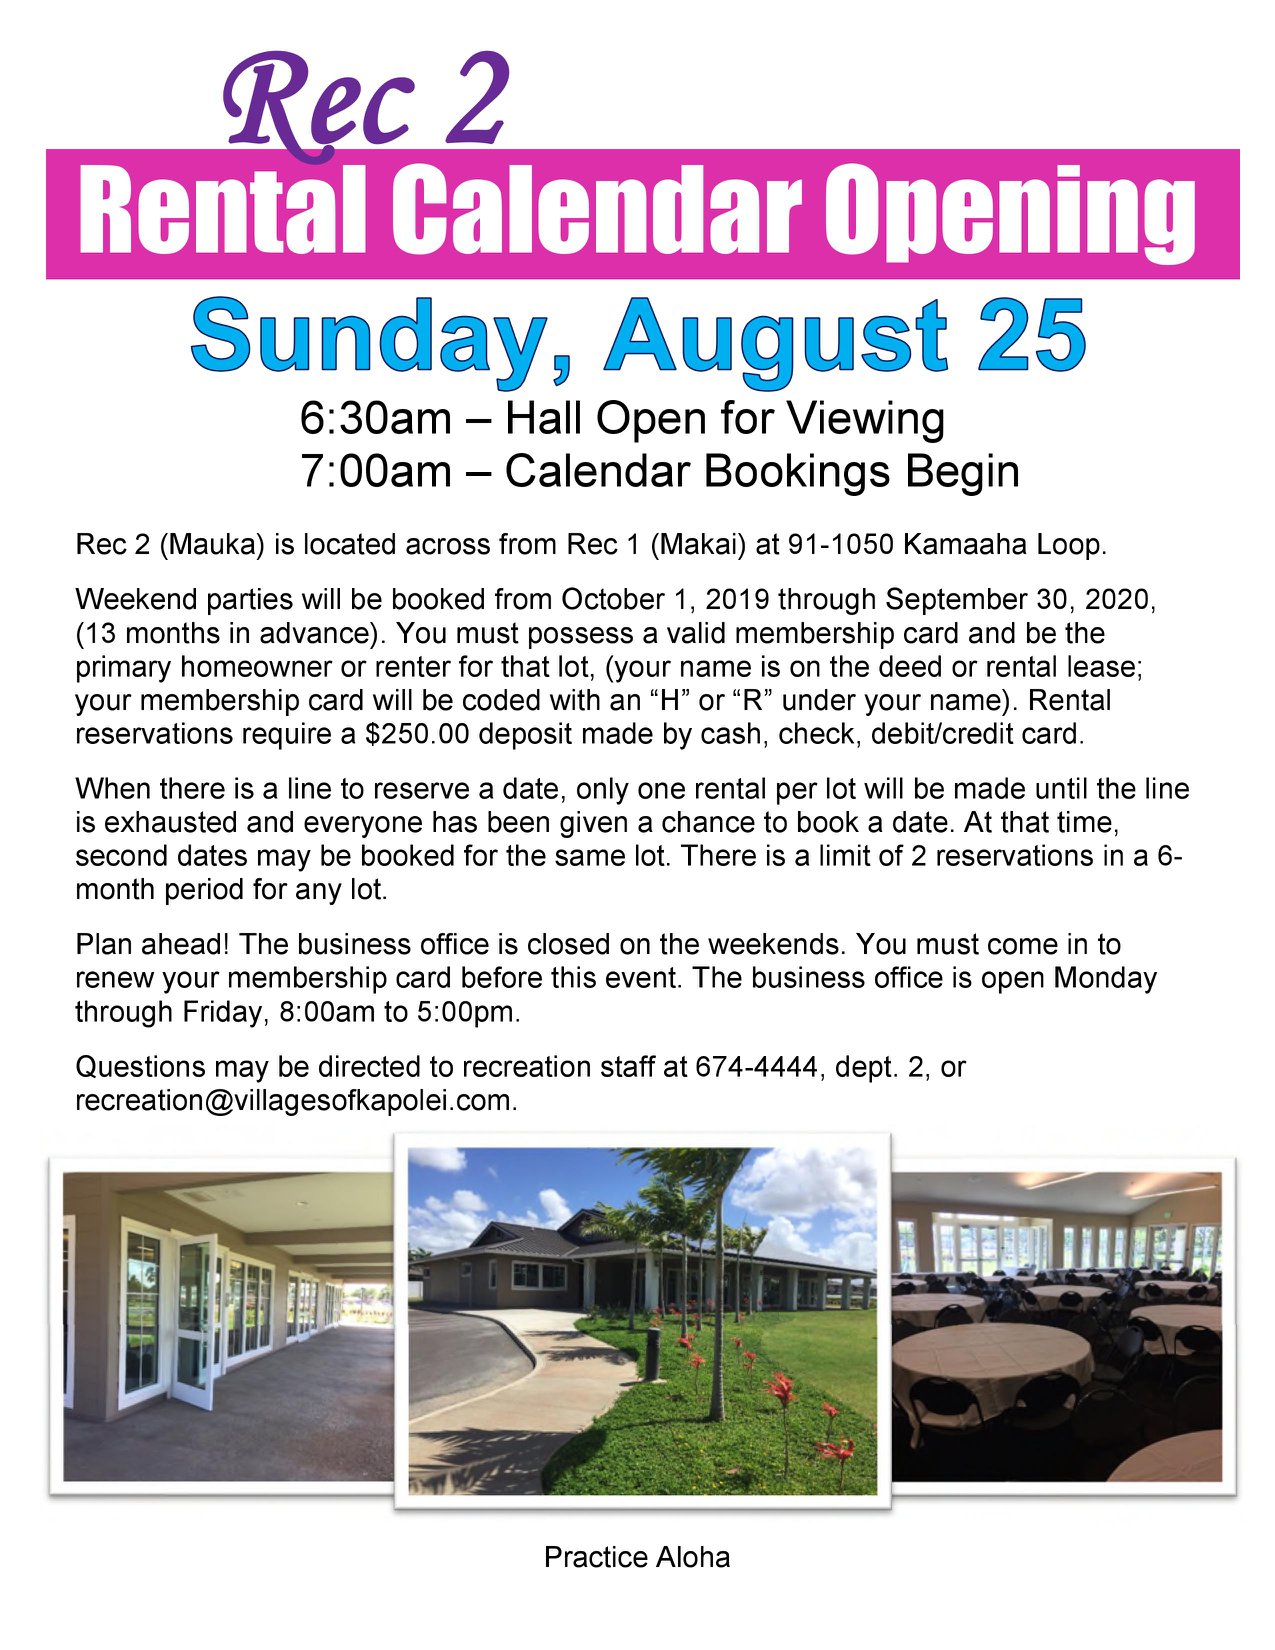 Rec 2
Rental Calendar Opening
Sunday, August 25
6:30am – Hall Open for Viewing
7:00am – Calendar Bookings Begin
Rec 2 (Mauka) is located across from Rec 1 (Makai) at 91-1050 Kamaaha Loop.
Weekend parties will be booked from October 1, 2019 through September 30, 2020,
(13 months in advance). You must possess a valid membership card and be the
primary homeowner or renter for that lot, (your name is on the deed or rental lease;
your membership card will be coded with an “H” or “R” under your name). Rental
reservations require a $250.00 deposit made by cash, check, debit/credit card.
When there is a line to reserve a date, only one rental per lot will be made until the line
is exhausted and everyone has been given a chance to book a date. At that time,
second dates may be booked for the same lot. There is a limit of 2 reservations in a 6-
month period for any lot.
Plan ahead! The business office is closed on the weekends. You must come in to
renew your membership card before this event. The business office is open Monday
through Friday, 8:00am to 5:00pm.
Questions may be directed to recreation staff at 674-4444, dept. 2, or
recreation@villagesofkapolei.com.
Practice Aloha